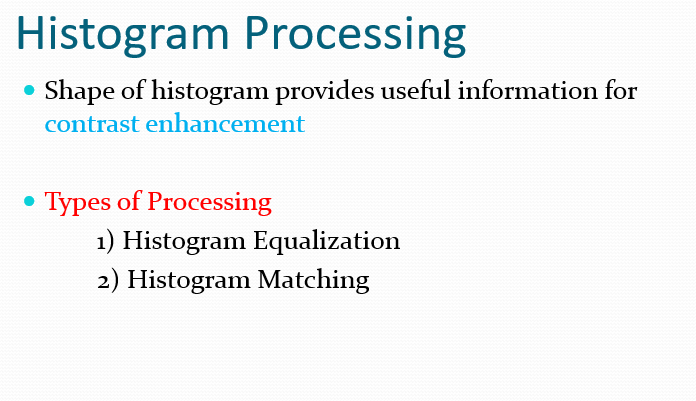 Histogram Processing
Shape of histogram provides useful information for
contrast enhancement
Types of Processing
1) Histogram Equalization
2) Histogram Matching